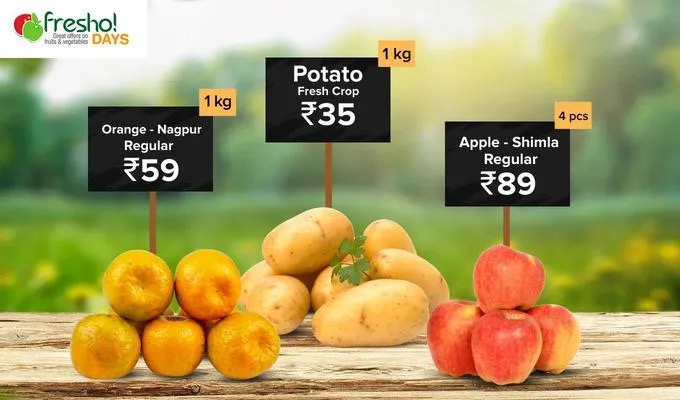 fresho!
Great offers on
fruits & vegetables
DAYS
1 kg
Orange - Nagpur
Regular
₹59
1 kg
Potato
Fresh Crop
₹35
4 pcs
Apple - Shimla
Regular
₹89